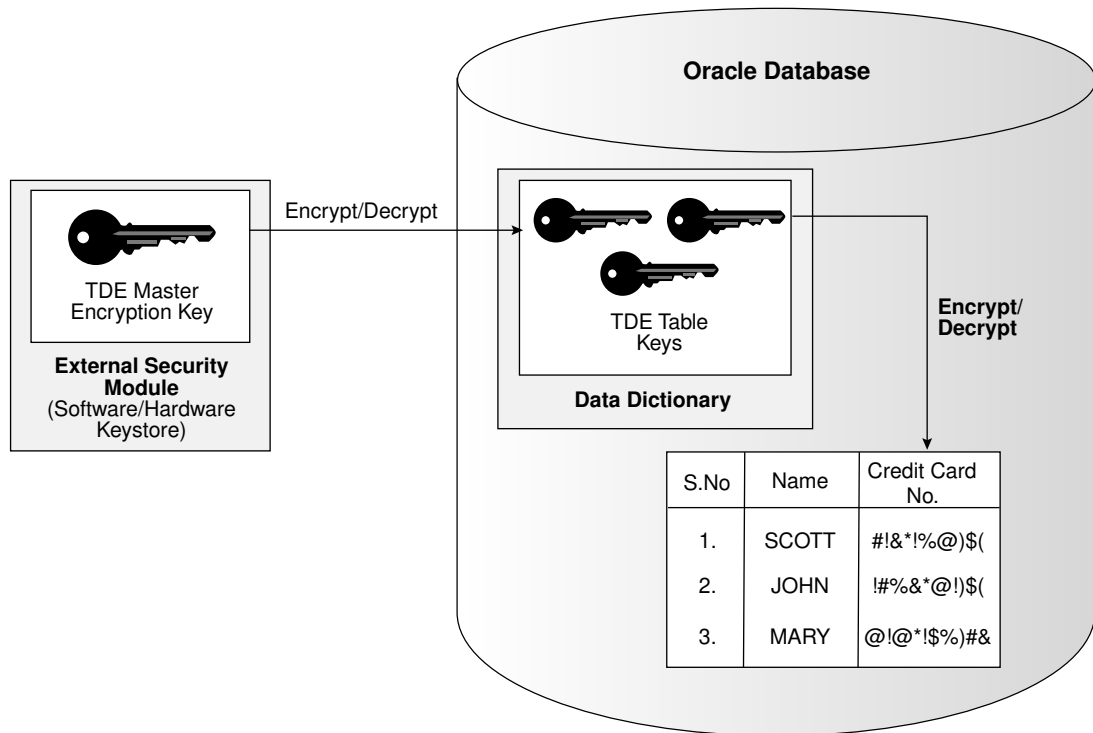 Oracle Database
Encrypt/Decrypt
TDE Master
Encryption Key
External Security
Module
(Software/Hardware
Keystore)
TDE Table
Keys
Data Dictionary
Encrypt/
Decrypt
S.No Name Credit Card
No.
1. SCOTT #!&*!%@)$(
2. JOHN !#%&*@!)$(
3. MARY @!@*!$%)#&